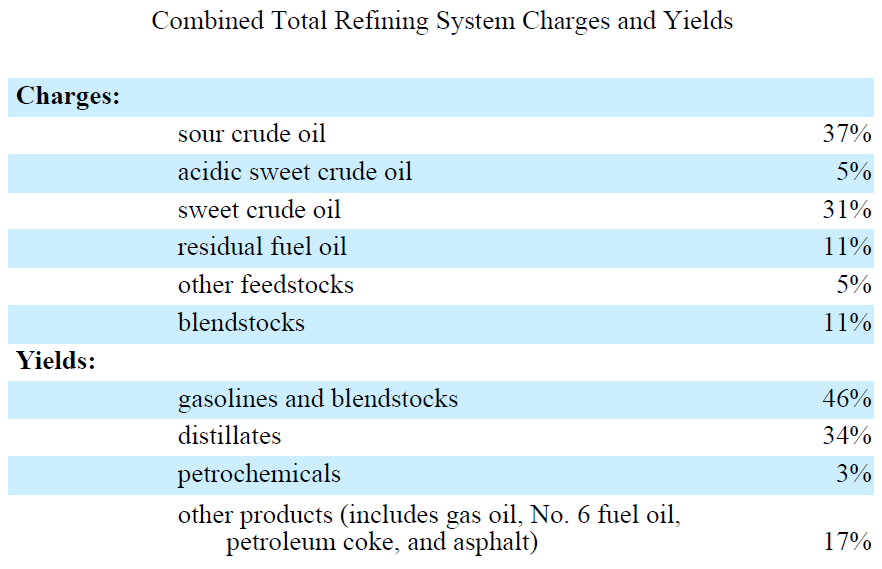 Combined Total Refining System Charges and Yields
Charges:
sour crude oil 37%
acidic sweet crude oil 5%
sweet crude oil 31%
residual fuel oil 11%
other feedstocks 5%
blendstocks 11%
Yields:
gasolines and blendstocks 46%
distillates 34%
petrochemicals 3%
other products (includes gas oil, No. 6 fuel oil,
petroleum coke, and asphalt) 17%